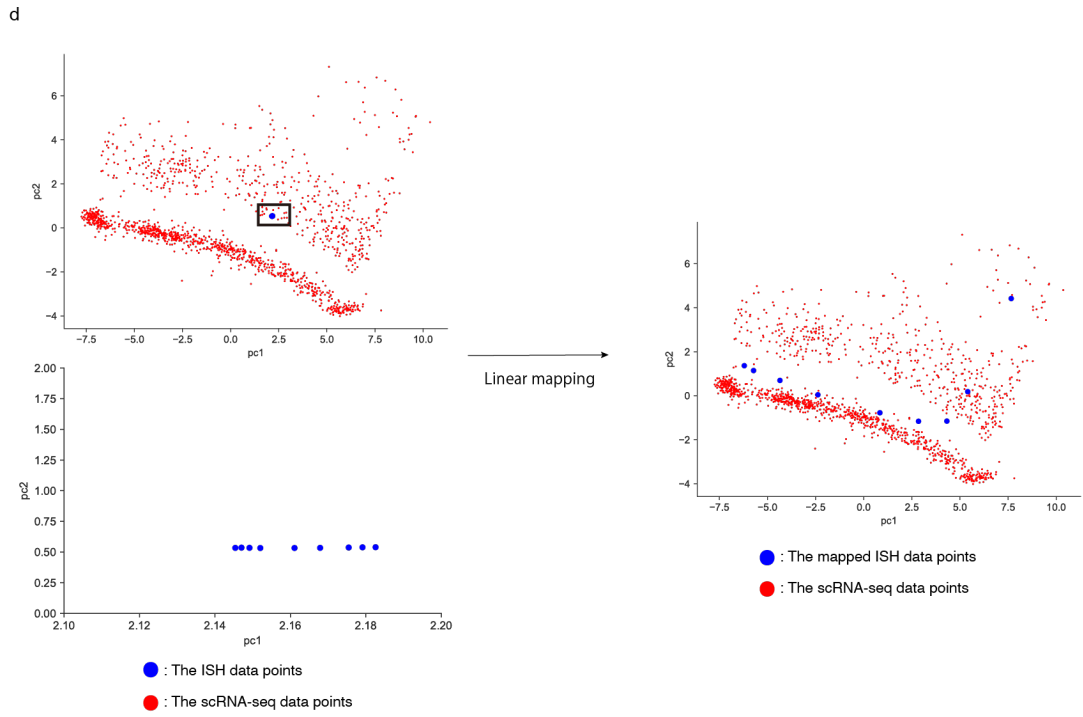 d
6
4
2
0
−2
−4
pc2
−7.5 −5.0 −2.5 0.0 2.5 5.0 7.5 10.0
pc1
2.00
1.75
1.50
1.25
1.00
0.75
0.50
0.25
0.00
pc2
2.10 2.12 2.14 2.16 2.18 2.20
pc1
: The ISH data points
: The scRNA-seq data points
Linear mapping
6
4
2
0
−2
−4
pc2
−7.5 −5.0 −2.5 0.0 2.5 5.0 7.5 10.0
pc1
: The mapped ISH data points
: The scRNA-seq data points